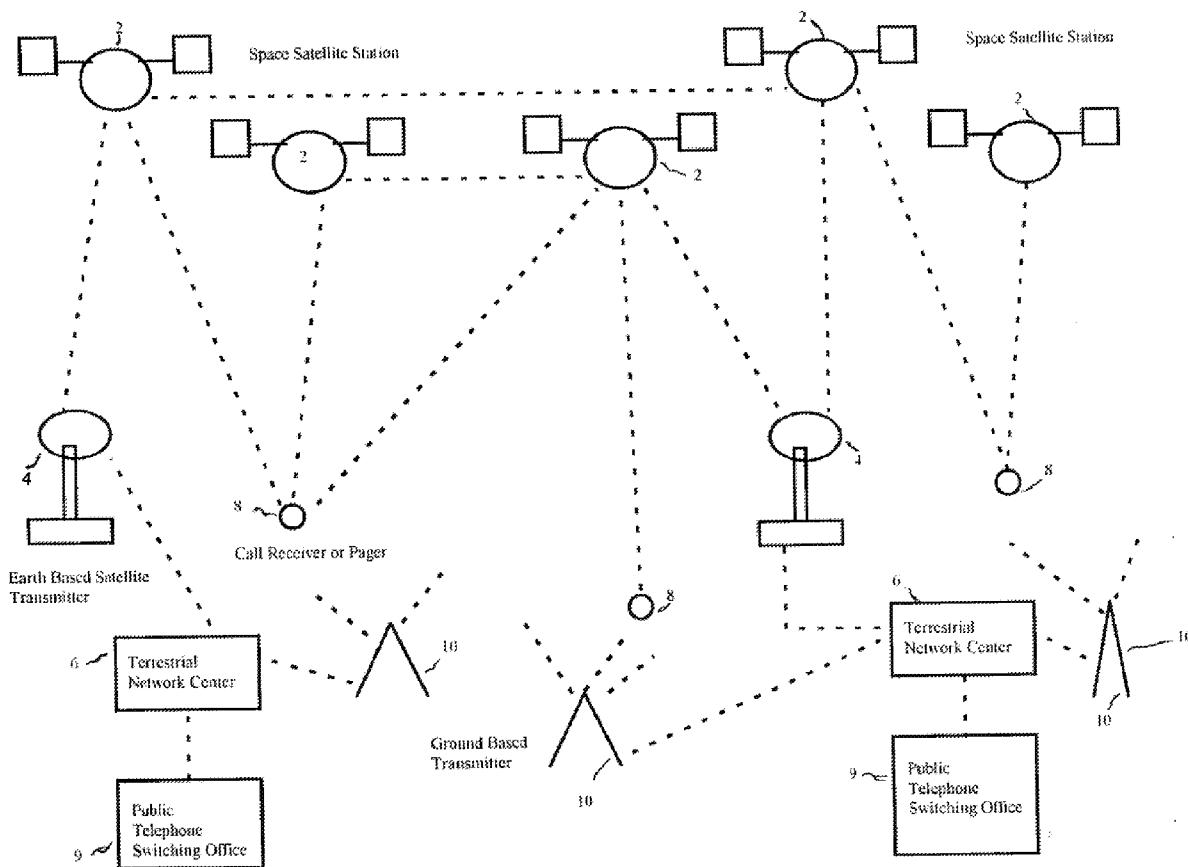 2
Space Satellite Station
2
Space Satellite Station
2
2
2
4
4
8
8
Call Receiver or Pager
Earth Based Satellite
Transmitter
8
6
Terrestrial
Network Center
10
6
Terrestrial
Network Center
10
10
Ground Based
Transmitter
10
9
Public
Telephone
Switching Office
9
Public
Telephone
Switching Office